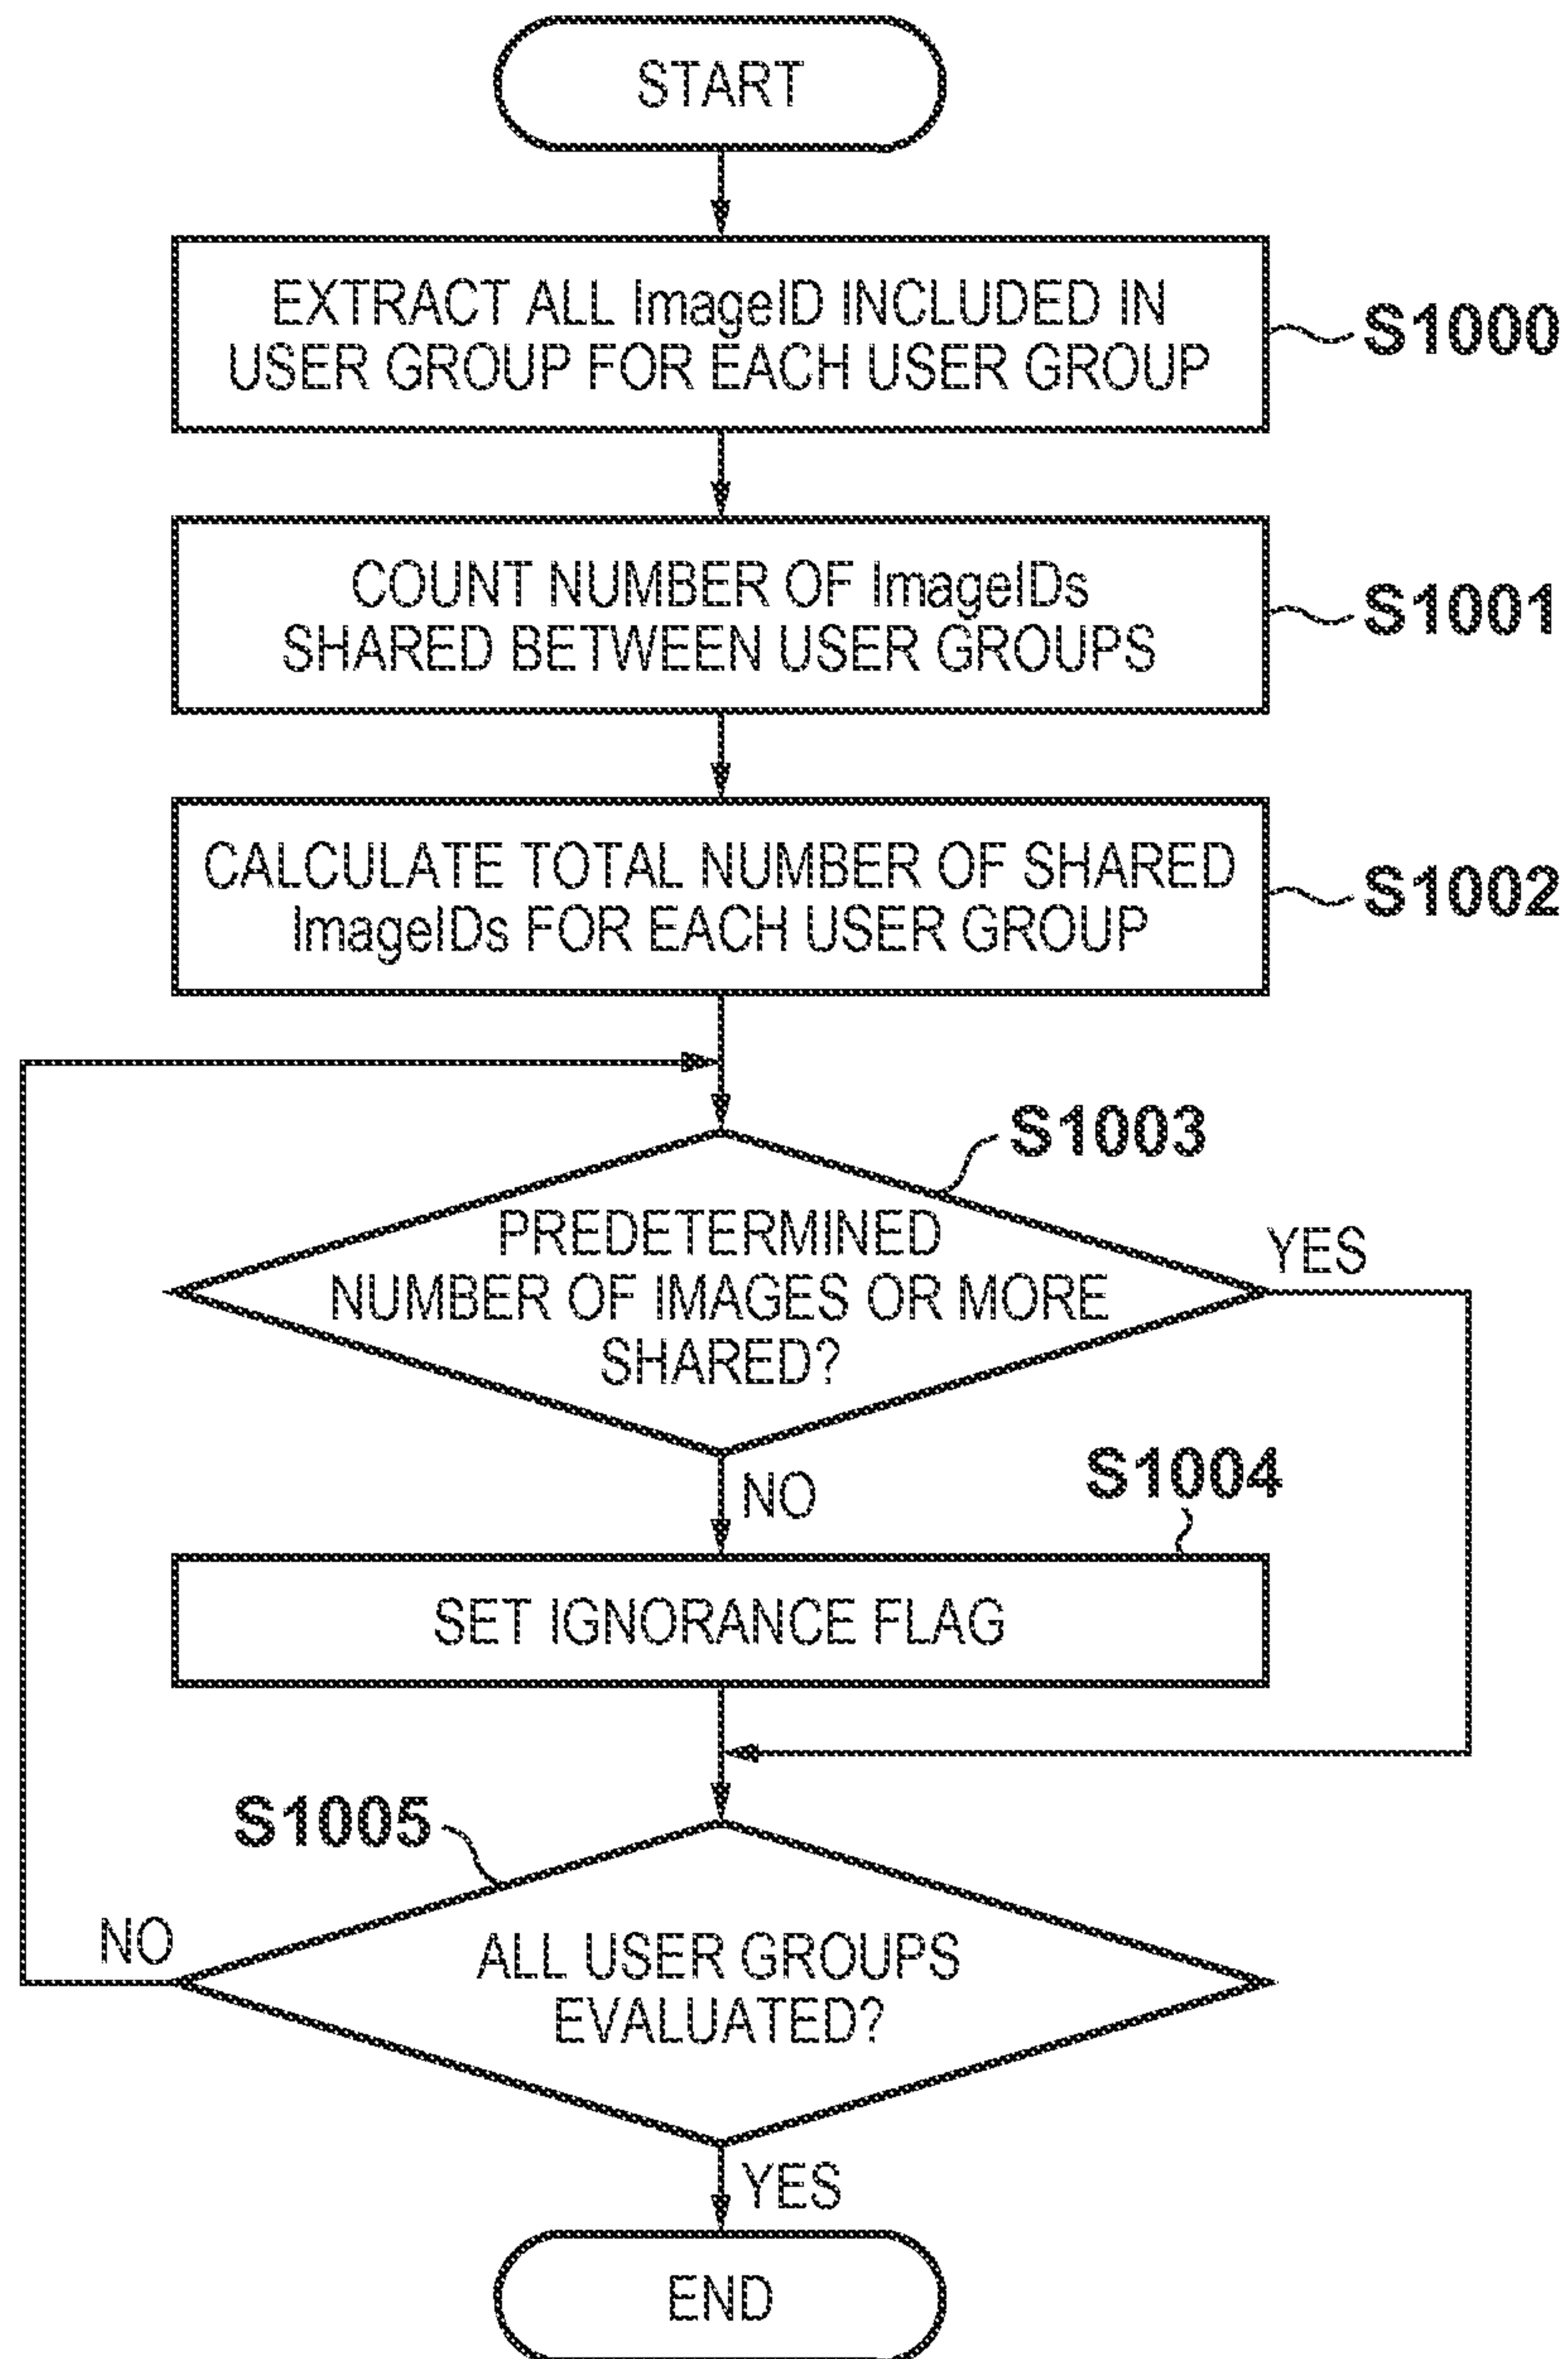 START
EXTRACT ALL ImageID INCLUDED IN
USER GROUP FOR EACH USER GROUP
S1000
COUNT NUMBER OF ImageIDs
SHARED BETWEEN USER GROUPS
S1001
CALCULATE TOTAL NUMBER OF SHARED
ImageIDs FOR EACH USER GROUP
S1002
S1003
PREDETERMINED
NUMBER OF IMAGES OR MORE
SHARED?
YES
NO
S1004
SET IGNORANCE FLAG
S1005
NO
ALL USER GROUPS
EVALUATED?
YES
END